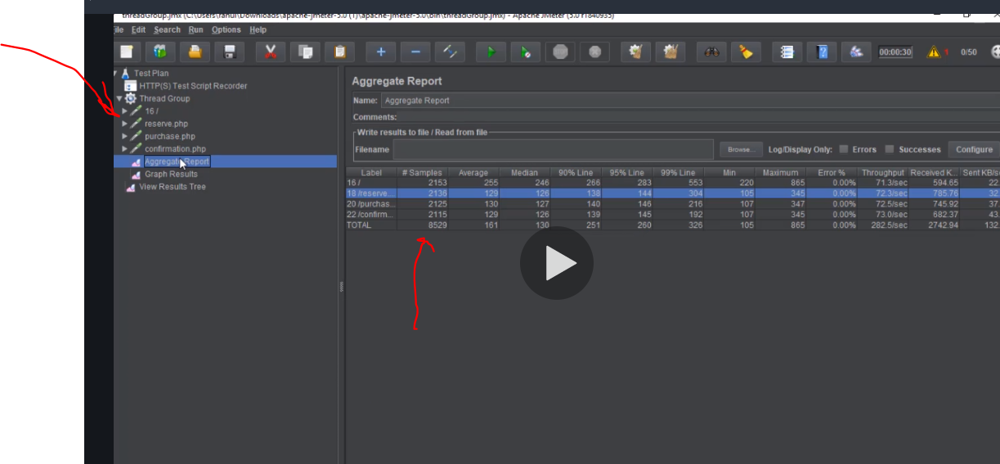 threadGroup.jmx (C:\Users\rahul\Downloads\apache-jmeter-5.0 (1)\apache-jmeter-5.0\bin\threadGroup.jmx) - Apache JMeter (5.0 r1840935)
ile Edit Search Run Options Help
00:00:30 1 0/50
Test Plan
HTTP(S) Test Script Recorder
Thread Group
16 /
reserve.php
purchase.php
confirmation.php
Aggregate Report
Graph Results
View Results Tree
Aggregate Report
Name: Aggregate Report
Comments:
Write results to file / Read from file
Filename Browse... Log/Display Only: Errors Successes Configure
Label # Samples Average Median 90% Line 95% Line 99% Line Min Maximum Error % Throughput Received K... Sent KB/s
16 / 2153 255 246 266 283 553 220 865 0.00% 71.3/sec 594.65 22.
18 /reserve... 2136 129 126 138 144 304 105 345 0.00% 72.3/sec 785.76 32.
20 /purchas... 2125 130 127 140 146 216 107 347 0.00% 72.5/sec 745.92 37.
22 /confirm... 2115 129 126 139 145 192 107 345 0.00% 73.0/sec 682.37 43.
TOTAL 8529 161 130 251 260 326 105 865 0.00% 282.5/sec 2742.94 132.